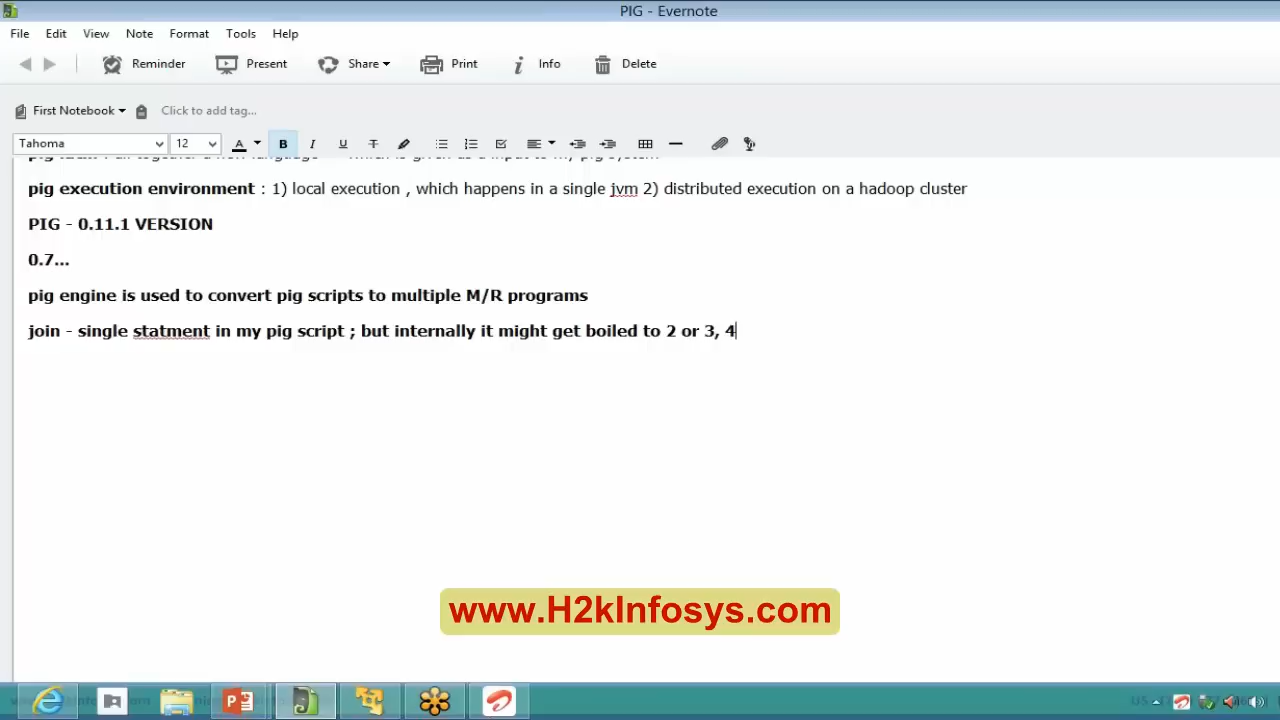 PIG - Evernote
File Edit View Note Format Tools Help
Reminder Present Share Print Info Delete
First Notebook Click to add tag...
Tahoma 12 A B I U T
pig execution environment : 1) local execution , which happens in a single jvm 2) distributed execution on a hadoop cluster
PIG - 0.11.1 VERSION
0.7...
pig engine is used to convert pig scripts to multiple M/R programs
join - single statment in my pig script ; but internally it might get boiled to 2 or 3, 4
www.H2kInfosys.com